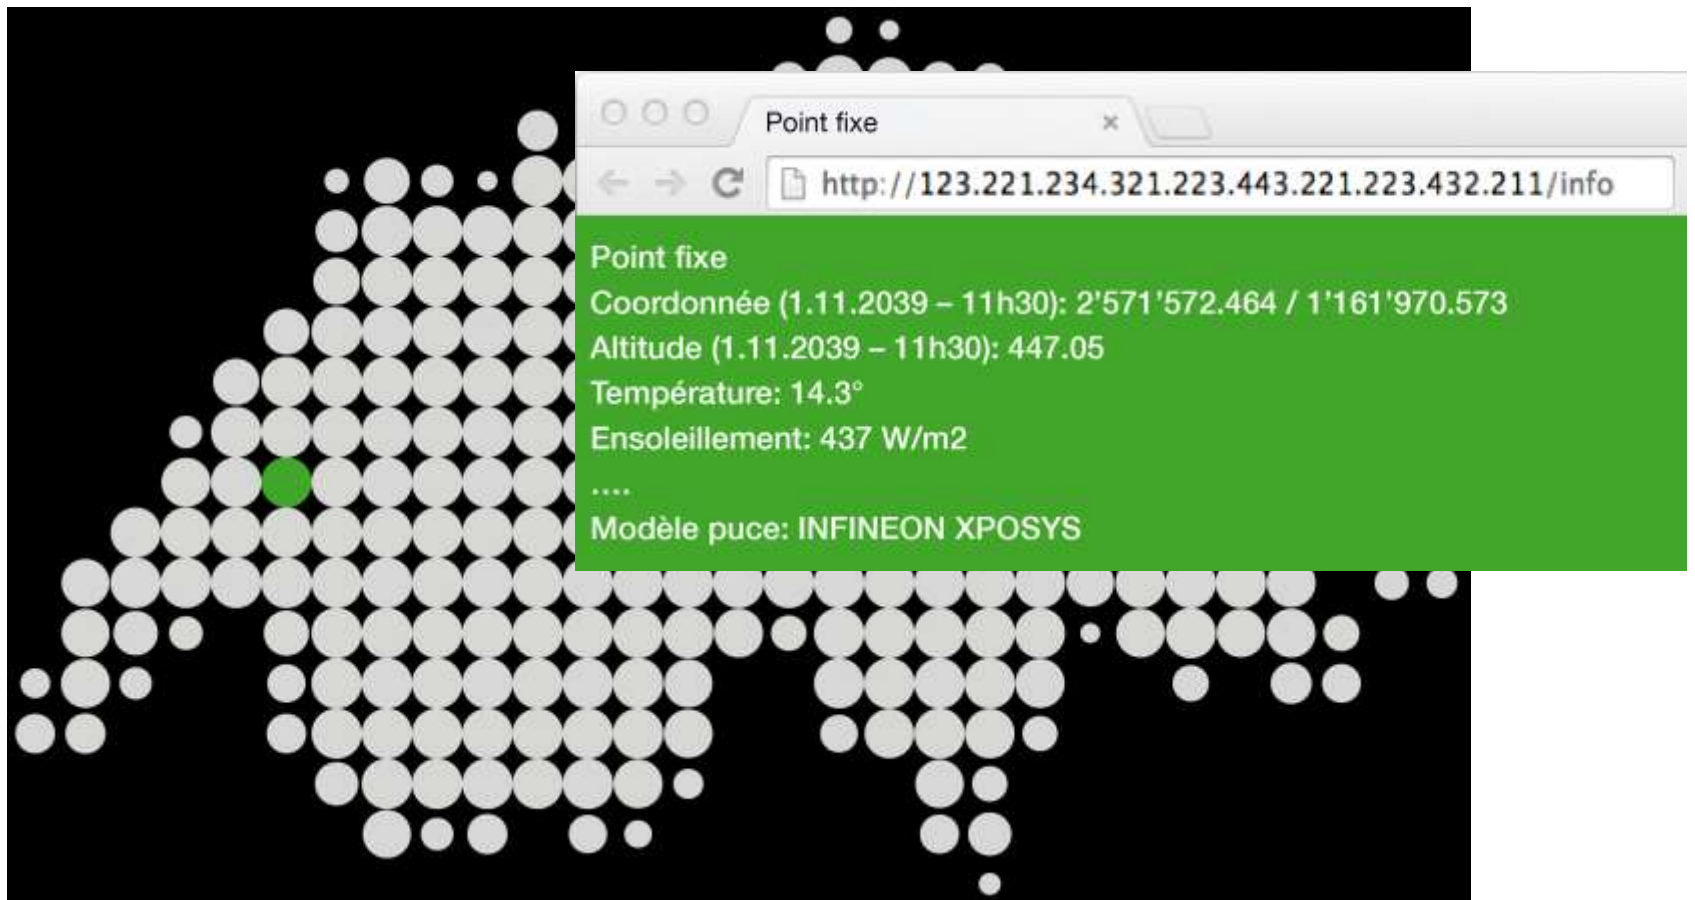 Point fixe
http://123.221.234.321.223.443.221.223.432.211/info
Point fixe
Coordonnée (1.11.2039 – 11h30): 2’571’572.464 / 1’161’970.573
Altitude (1.11.2039 – 11h30): 447.05
Température: 14.3°
Ensoleillement: 437 W/m2
....
Modèle puce: INFINEON XPOSYS